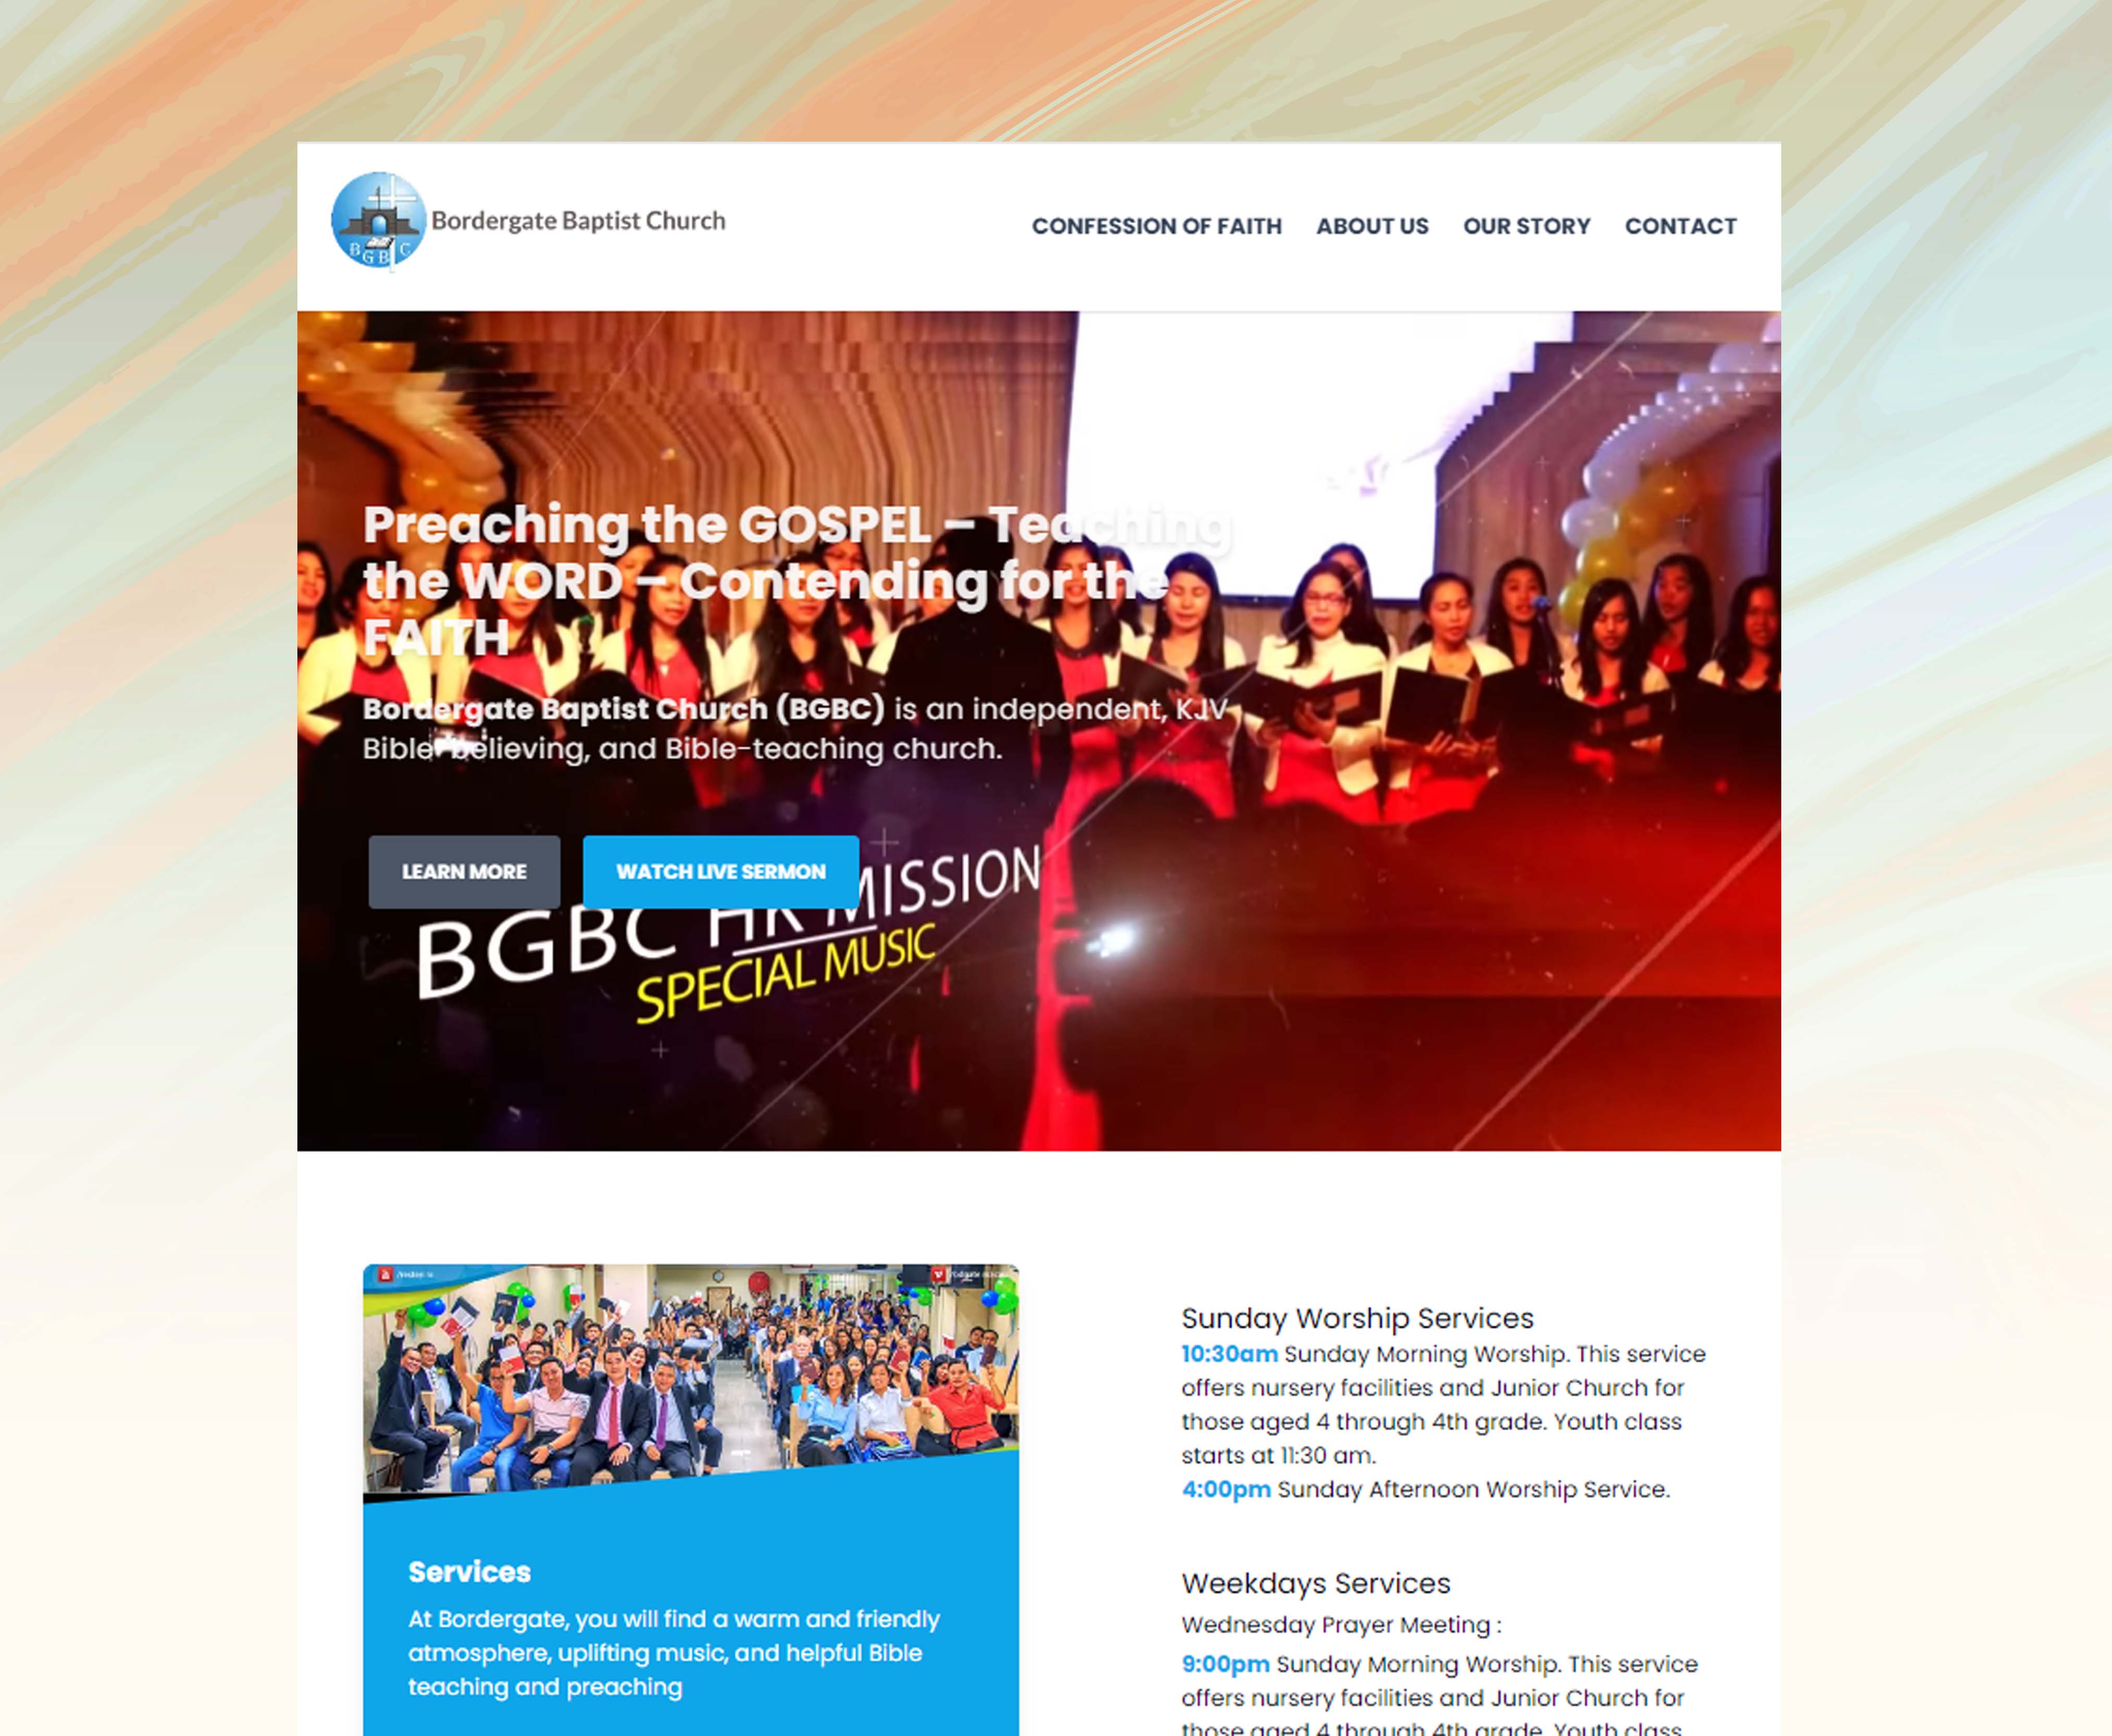 B G B C
Bordergate Baptist Church
CONFESSION OF FAITH
ABOUT US
OUR STORY
CONTACT
Preaching the GOSPEL – Teaching
the WORD – Contending for the
FAITH
Bordergate Baptist Church (BGBC) is an independent, KJV
Bible-believing, and Bible-teaching church.
LEARN MORE
WATCH LIVE SERMON
BGBC HK MISSION
SPECIAL MUSIC
Services
At Bordergate, you will find a warm and friendly
atmosphere, uplifting music, and helpful Bible
teaching and preaching
Sunday Worship Services
10:30am Sunday Morning Worship. This service
offers nursery facilities and Junior Church for
those aged 4 through 4th grade. Youth class
starts at 11:30 am.
4:00pm Sunday Afternoon Worship Service.
Weekdays Services
Wednesday Prayer Meeting :
9:00pm Sunday Morning Worship. This service
offers nursery facilities and Junior Church for
those aged 4 through 4th grade. Youth class